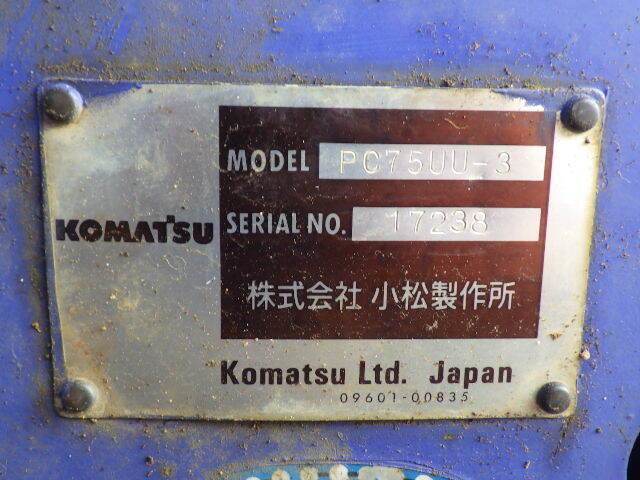 KOMATSU
MODEL PC75UU-3
SERIAL NO. 17238
株式会社 小松製作所
Komatsu Ltd. Japan
09601-00835